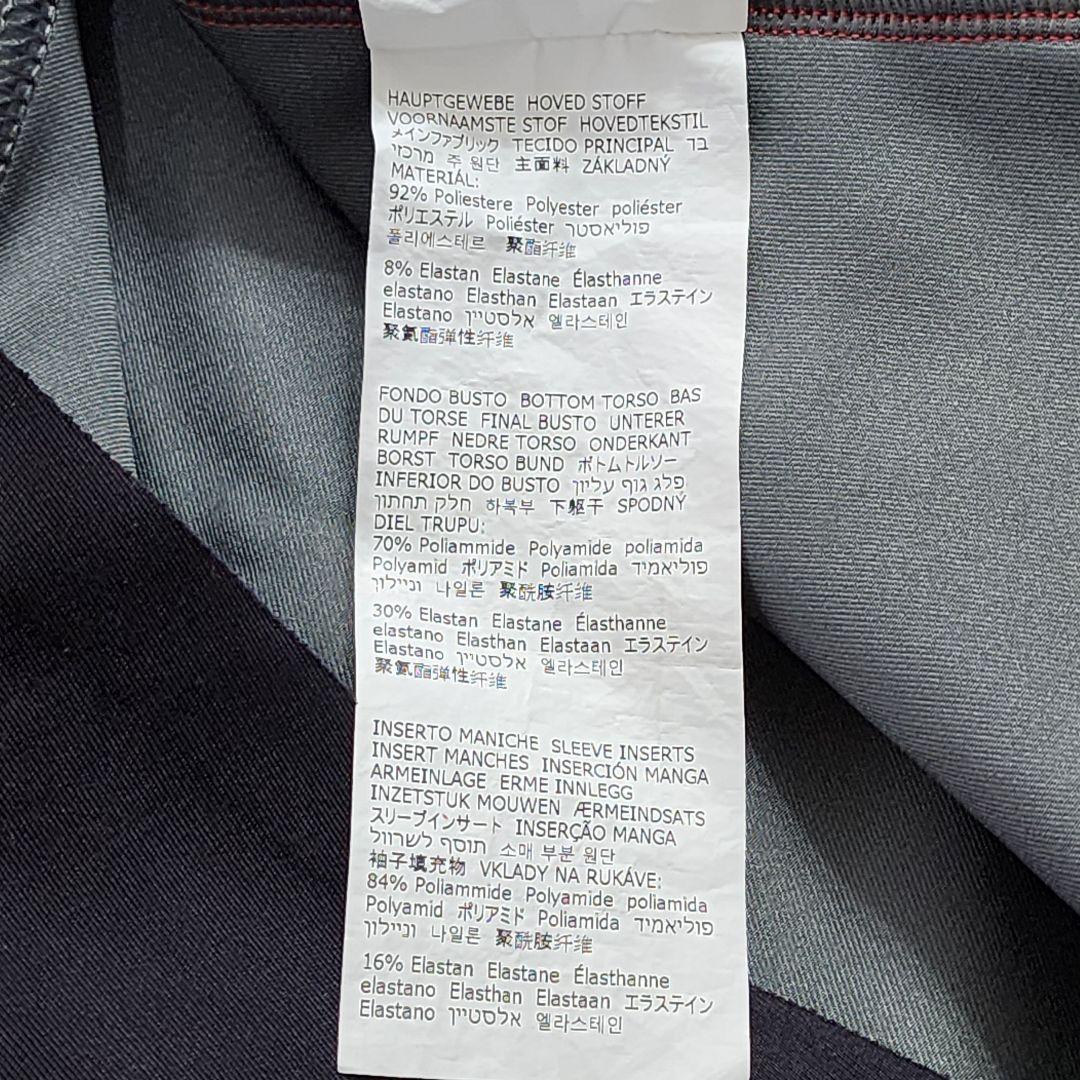 HAUPTGEWEBE HOVED STOFF
VOORNAAMSTE STOF HOVEDTEKSTIL
メインファブリック TECIDO PRINCIPAL בד
מרכזי 주 원단 主面料 ZÁKLADNÝ
MATERIÁL:
92% Poliestere Polyester poliéster
ポリエステル Poliéster פוליאסטר
폴리에스테르 聚酯纤维
8% Elastan Elastane Élasthanne
elastano Elasthan Elastaan エラステイン
Elastano אלסטיין 엘라스테인
聚氨酯弹性纤维
FONDO BUSTO BOTTOM TORSO BAS
DU TORSE FINAL BUSTO UNTERER
RUMPF NEDRE TORSO ONDERKANT
BORST TORSO BUND ボトムトルソー
INFERIOR DO BUSTO פלג גוף עליון
חלק תחתון 하복부 下躯干 SPODNÝ
DIEL TRUPU:
70% Poliammide Polyamide poliamida
Polyamid ポリアミド Poliamida פוליאמיד
וניילון 나일론 聚酰胺纤维
30% Elastan Elastane Élasthanne
elastano Elasthan Elastaan エラステイン
Elastano אלסטיין 엘라스테인
聚氨酯弹性纤维
INSERTO MANICHE SLEEVE INSERTS
INSERT MANCHES INSERCIÓN MANGA
ARMEINLAGE ERME INNLEGG
INZETSTUK MOUWEN ÆRMEINDSATS
スリーブインサート INSERÇÃO MANGA
תוסף לשרוול 소매 부분 원단
袖子填充物 VKLADY NA RUKÁVE:
84% Poliammide Polyamide poliamida
Polyamid ポリアミド Poliamida פוליאמיד
וניילון 나일론 聚酰胺纤维
16% Elastan Elastane Élasthanne
elastano Elasthan Elastaan エラステイン
Elastano אלסטיין 엘라스테인